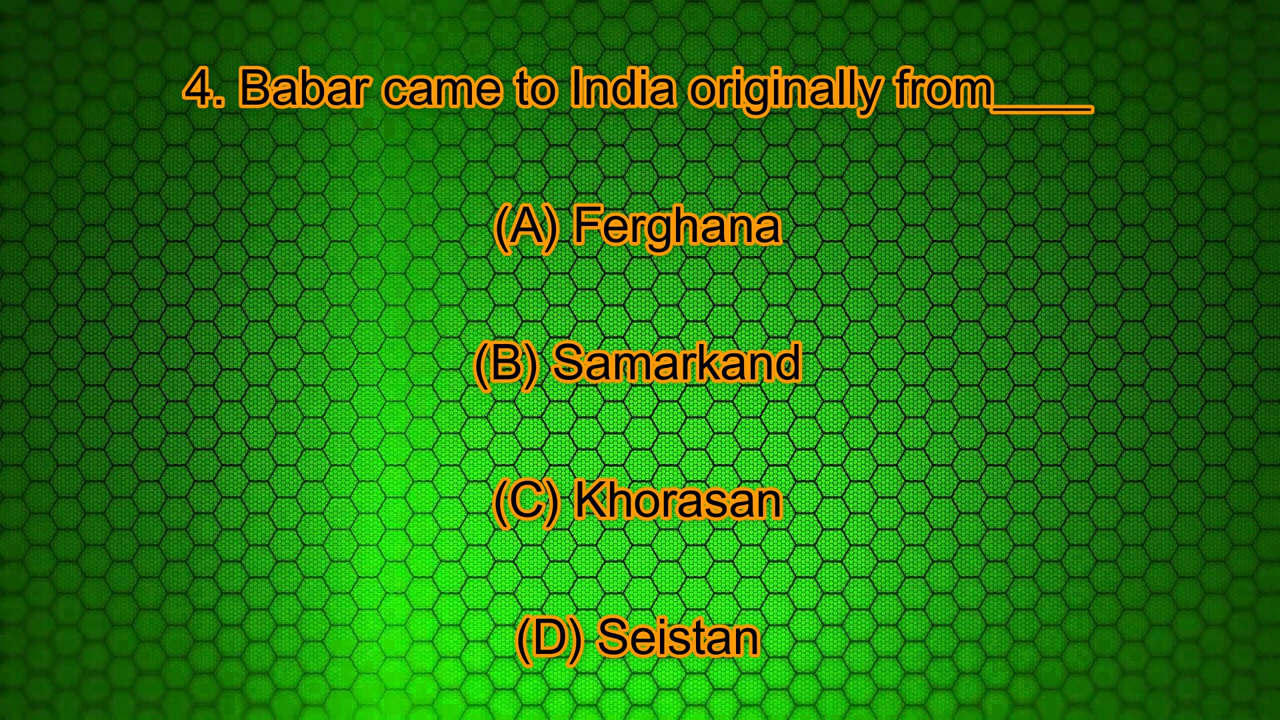 4. Babar came to India originally from____
(A) Ferghana
(B) Samarkand
(C) Khorasan
(D) Seistan